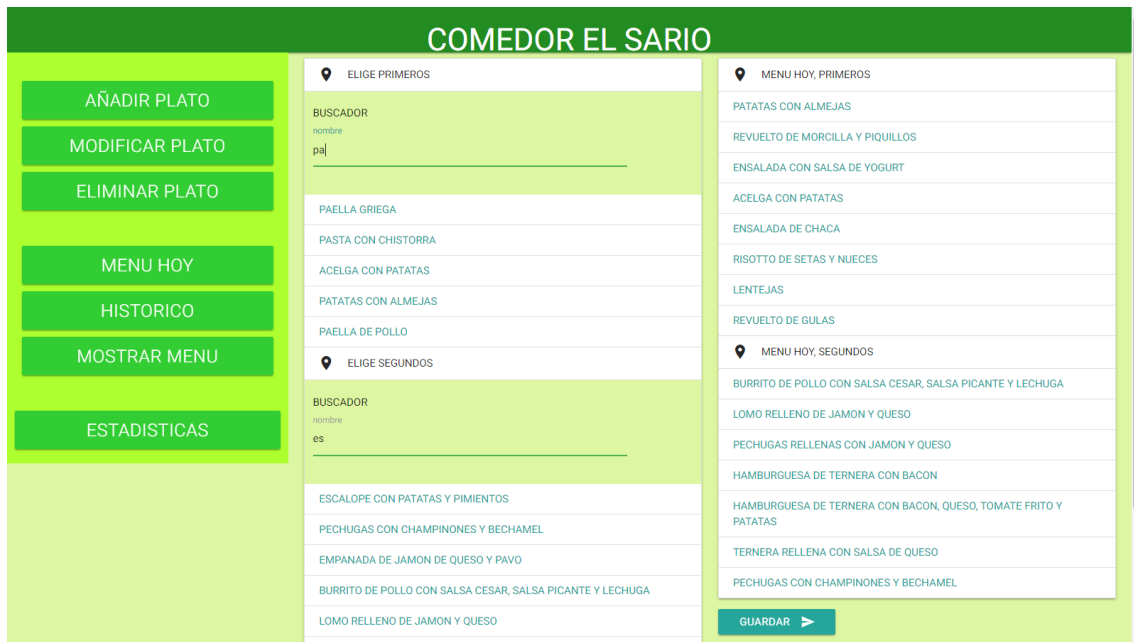 COMEDOR EL SARIO
AÑADIR PLATO
MODIFICAR PLATO
ELIMINAR PLATO
MENU HOY
HISTORICO
MOSTRAR MENU
ESTADISTICAS
ELIGE PRIMEROS
BUSCADOR
nombre
pa
PAELLA GRIEGA
PASTA CON CHISTORRA
ACELGA CON PATATAS
PATATAS CON ALMEJAS
PAELLA DE POLLO
ELIGE SEGUNDOS
BUSCADOR
nombre
es
ESCALOPE CON PATATAS Y PIMIENTOS
PECHUGAS CON CHAMPINONES Y BECHAMEL
EMPANADA DE JAMON DE QUESO Y PAVO
BURRITO DE POLLO CON SALSA CESAR, SALSA PICANTE Y LECHUGA
LOMO RELLENO DE JAMON Y QUESO
MENU HOY, PRIMEROS
PATATAS CON ALMEJAS
REVUELTO DE MORCILLA Y PIQUILLOS
ENSALADA CON SALSA DE YOGURT
ACELGA CON PATATAS
ENSALADA DE CHACA
RISOTTO DE SETAS Y NUECES
LENTEJAS
REVUELTO DE GULAS
MENU HOY, SEGUNDOS
BURRITO DE POLLO CON SALSA CESAR, SALSA PICANTE Y LECHUGA
LOMO RELLENO DE JAMON Y QUESO
PECHUGAS RELLENAS CON JAMON Y QUESO
HAMBURGUESA DE TERNERA CON BACON
HAMBURGUESA DE TERNERA CON BACON, QUESO, TOMATE FRITO Y
PATATAS
TERNERA RELLENA CON SALSA DE QUESO
PECHUGAS CON CHAMPINONES Y BECHAMEL
GUARDAR